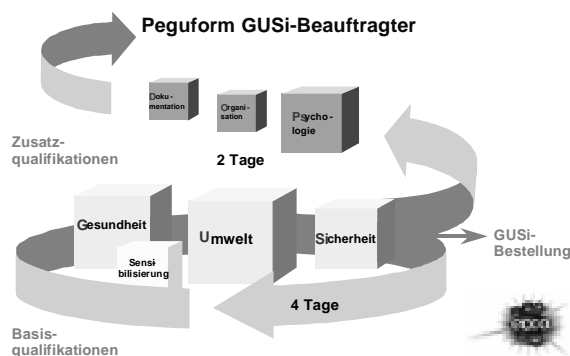 Peguform GUSi-Beauftragter
Doku-
mentation
Organi-
sation
Psycho-
logie
Zusatz-
qualifikationen
2 Tage
Gesundheit
Umwelt
Sicherheit
Sensi-
bilisierung
GUSi-
Bestellung
4 Tage
Basis-
qualifikationen